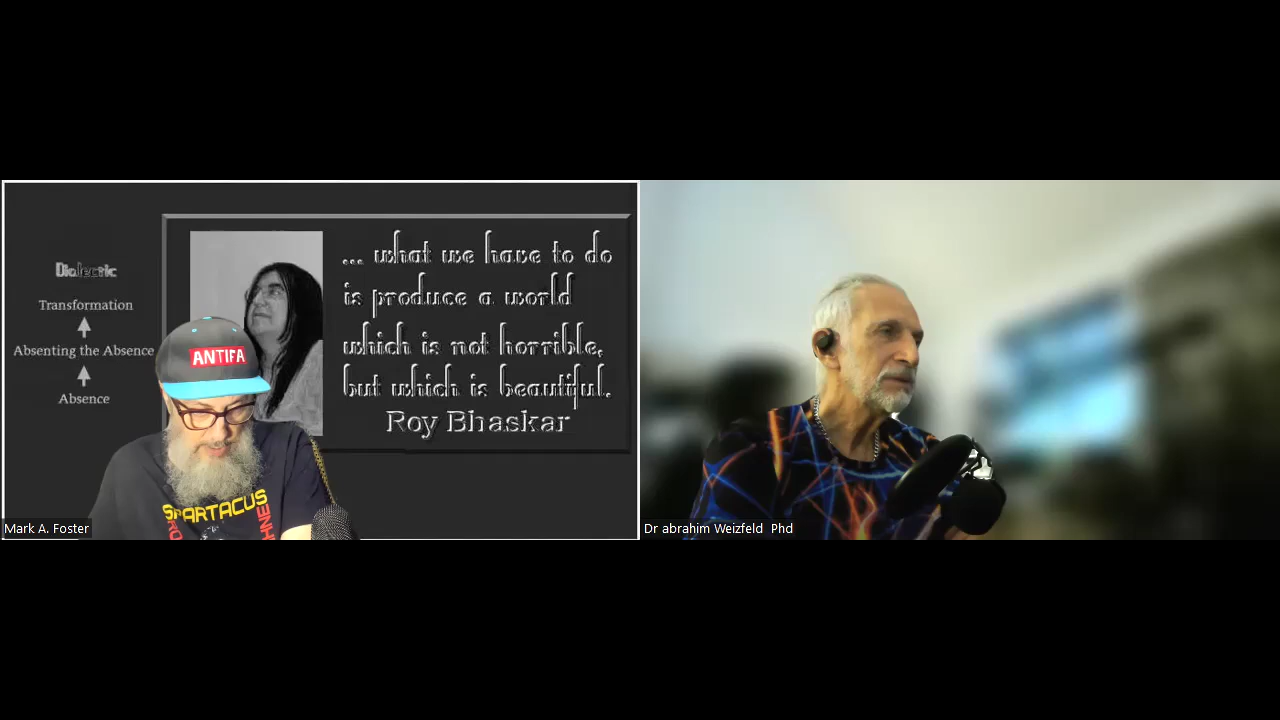 Dialectic
Transformation
Absenting the Absence
Absence
... what we have to do
is produce a world
which is not horrible,
but which is beautiful.
Roy Bhaskar
ANTIFA
SPARTACUS
Mark A. Foster
Dr abrahim Weizfeld Phd